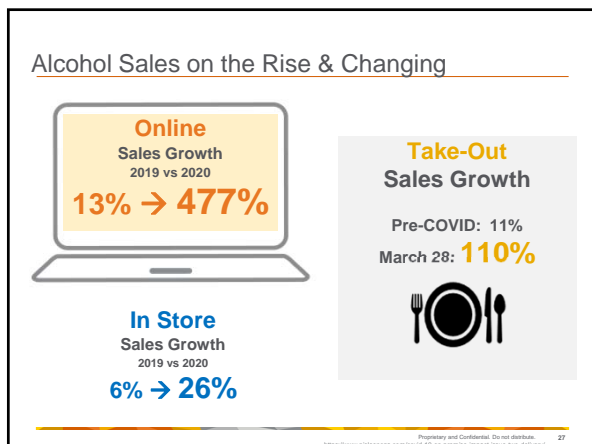 Alcohol Sales on the Rise & Changing
Online
Sales Growth
2019 vs 2020
13% → 477%
In Store
Sales Growth
2019 vs 2020
6% → 26%
Take-Out
Sales Growth
Pre-COVID: 11%
March 28: 110%
Proprietary and Confidential. Do not distribute. 27